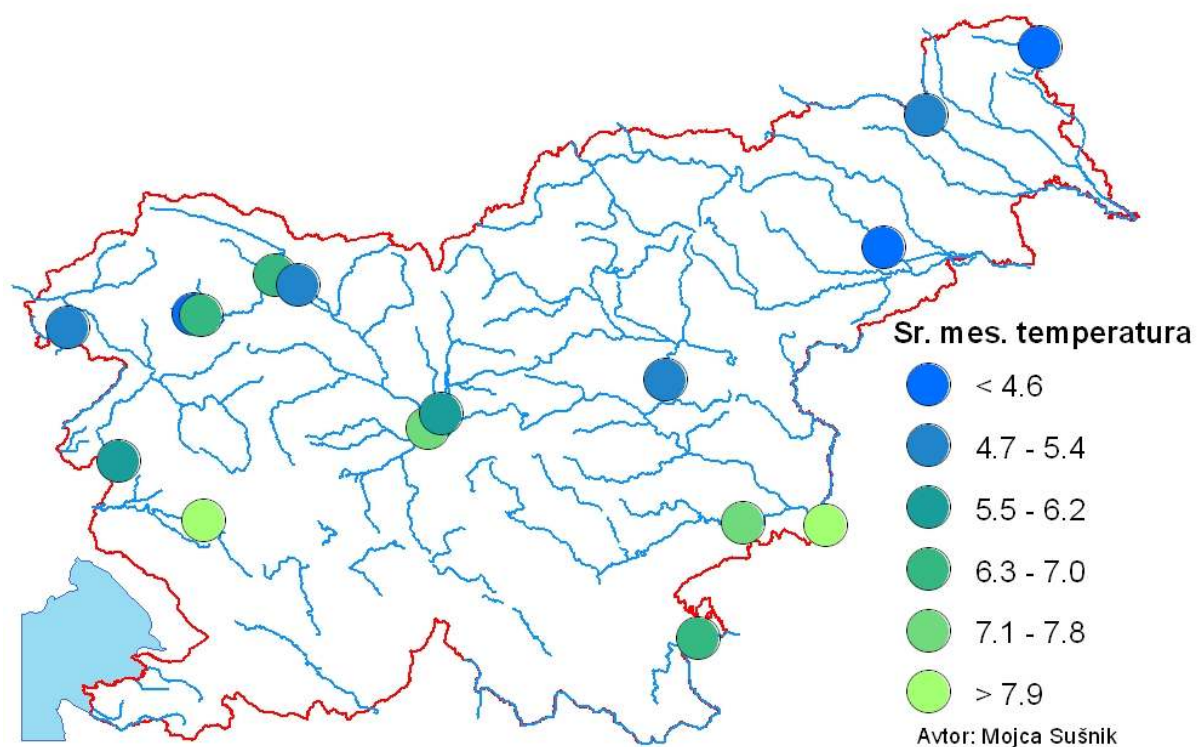 Sr. mes. temperatura
< 4.6
4.7 - 5.4
5.5 - 6.2
6.3 - 7.0
7.1 - 7.8
> 7.9
Avtor: Mojca Sušnik